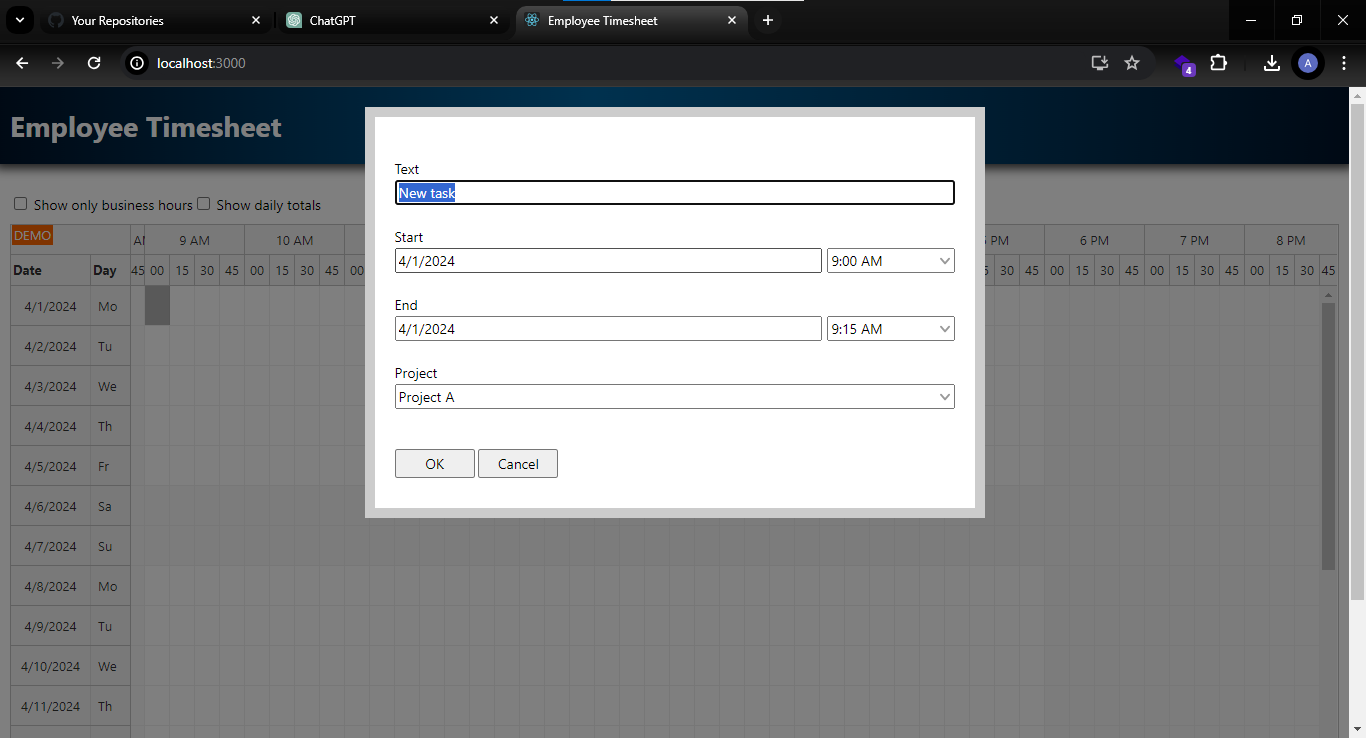 Your Repositories
ChatGPT
Employee Timesheet
localhost:3000
4
A
Employee Timesheet
Show only business hours
Show daily totals
DEMO
9 AM 10 AM PM 6 PM 7 PM 8 PM
Date Day 45 00 15 30 45 00 15 30 45 00 30 45 00 15 30 45 00 15 30 45 00 15 30 45
4/1/2024 Mo
4/2/2024 Tu
4/3/2024 We
4/4/2024 Th
4/5/2024 Fr
4/6/2024 Sa
4/7/2024 Su
4/8/2024 Mo
4/9/2024 Tu
4/10/2024 We
4/11/2024 Th
Text
New task
Start
4/1/2024 9:00 AM
End
4/1/2024 9:15 AM
Project
Project A
OK Cancel